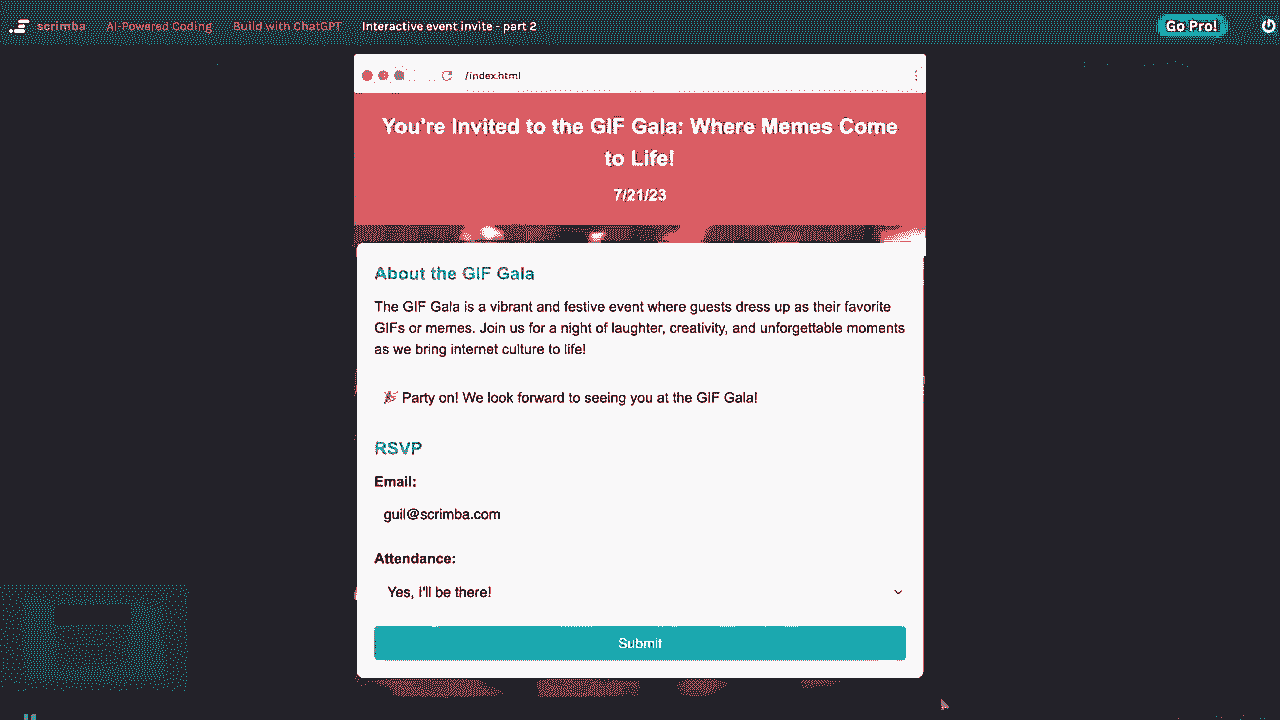 scrimba AI-Powered Coding Build with ChatGPT Interactive event invite - part 2 Go Pro!
/index.html
You're Invited to the GIF Gala: Where Memes Come
to Life!
7/21/23
About the GIF Gala
The GIF Gala is a vibrant and festive event where guests dress up as their favorite
GIFs or memes. Join us for a night of laughter, creativity, and unforgettable moments
as we bring internet culture to life!
🎉 Party on! We look forward to seeing you at the GIF Gala!
RSVP
Email:
guil@scrimba.com
Attendance:
Yes, I'll be there!
Submit